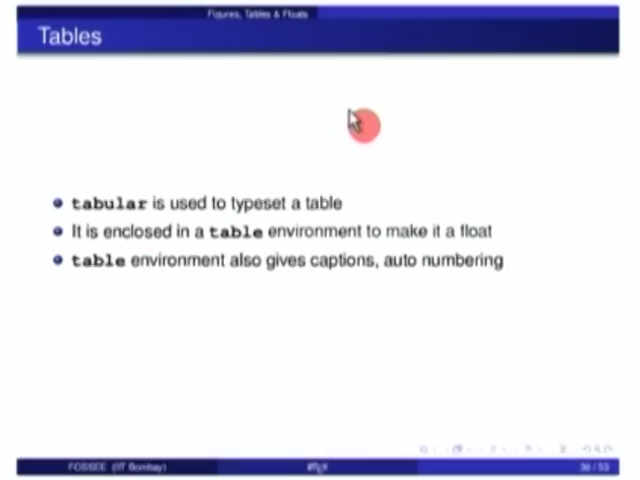 Figures, Tables & Floats
Tables
tabular is used to typeset a table
It is enclosed in a table environment to make it a float
table environment also gives captions, auto numbering
FOSSEE (IIT Bombay)
LATEX
36 / 53